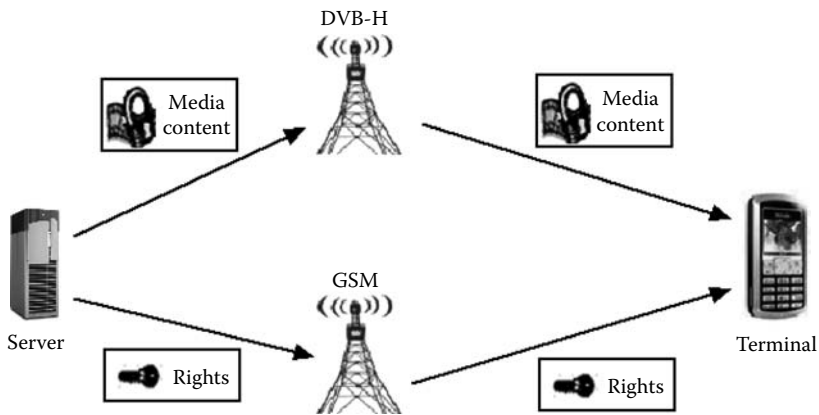 DVB-H
Media
content
Media
content
GSM
Server
Terminal
Rights
Rights